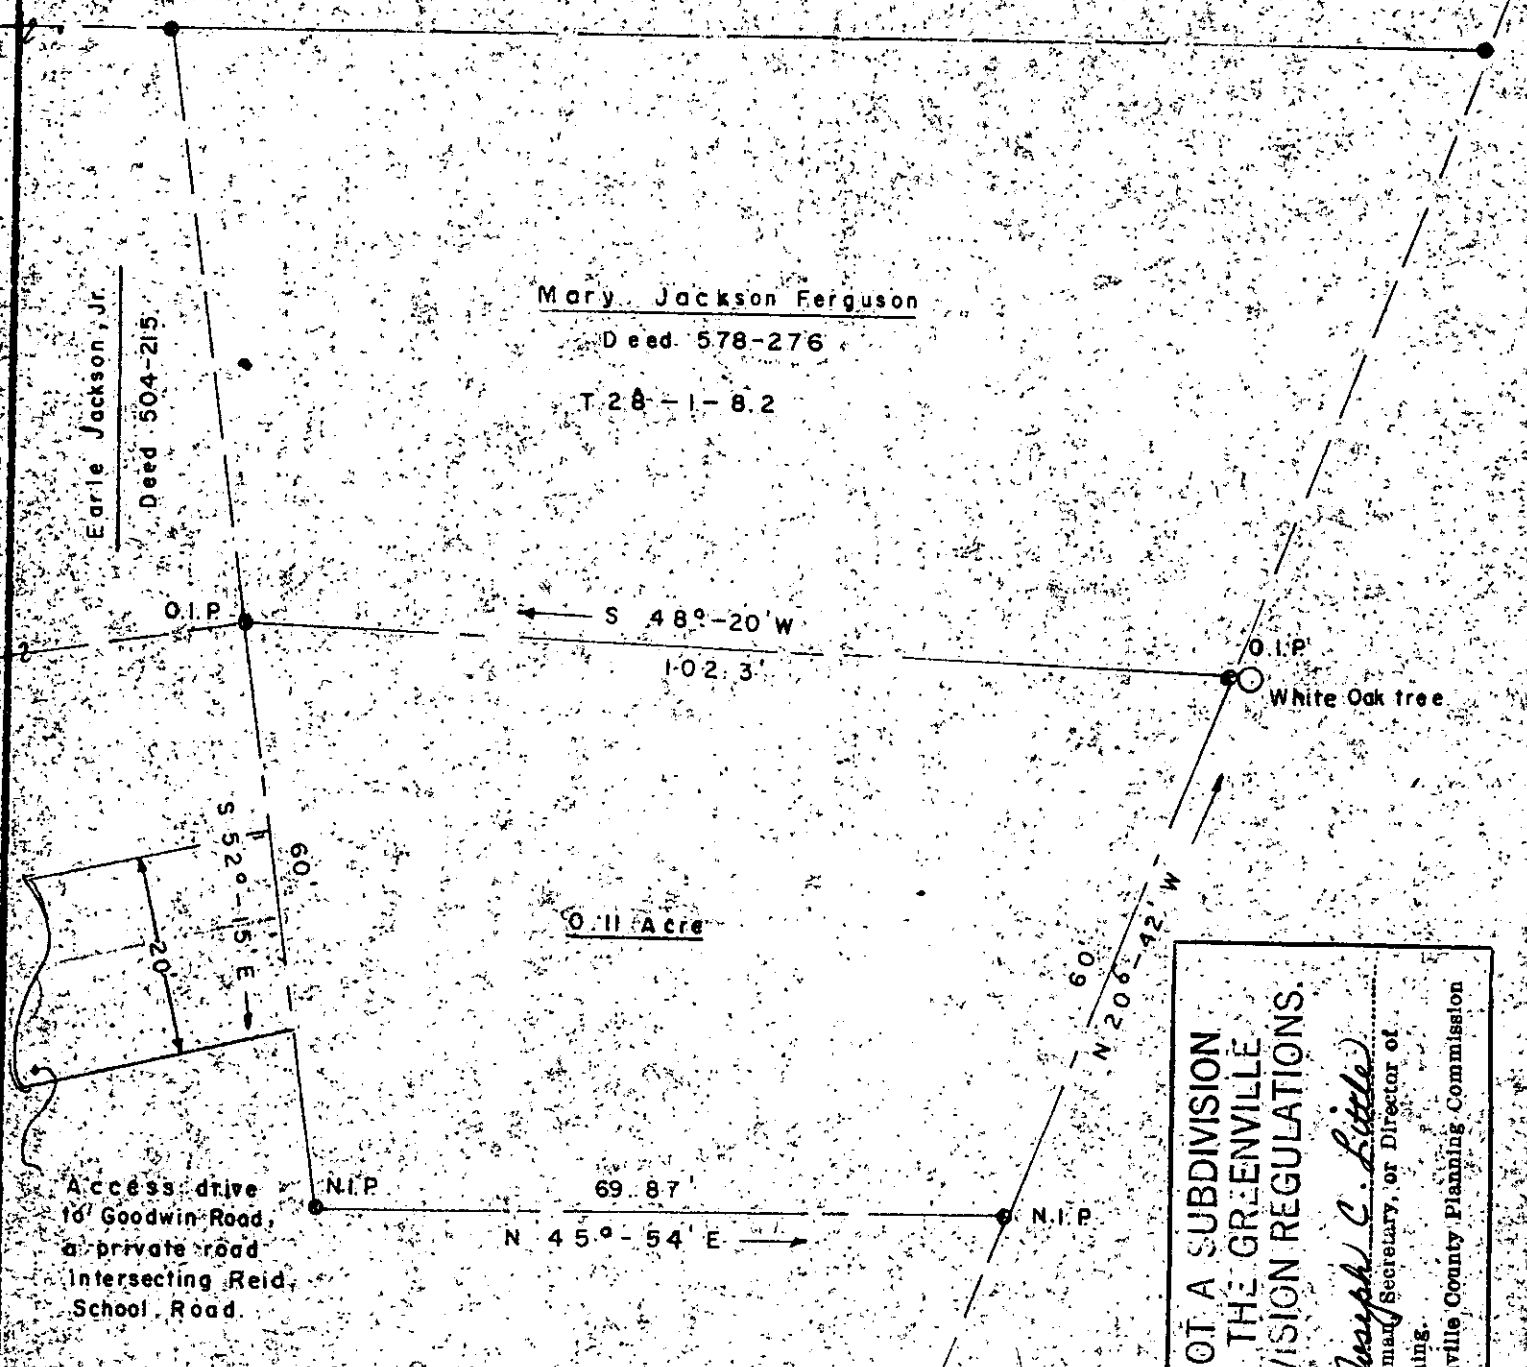 Mary Jackson Ferguson
Deed 578-276
T 28-1-8.2
Earle Jackson, Jr.
Deed 504-215
O.I.P.
S 48°-20'W
102.3'
O.I.P.
White Oak tree
S 52°-15' E
60'
20'
0.11 Acre
60'
N 20°-42' W
N.I.P.
69.87'
N 45°-54' E
N.I.P.
Access drive
to Goodwin Road,
a private road
Intersecting Reid
School Road.
A SUBDIVISION
THE GREENVILLE
REGULATIONS.
Joseph C. Little
Secretary, or Director of
ville County Planning Commission